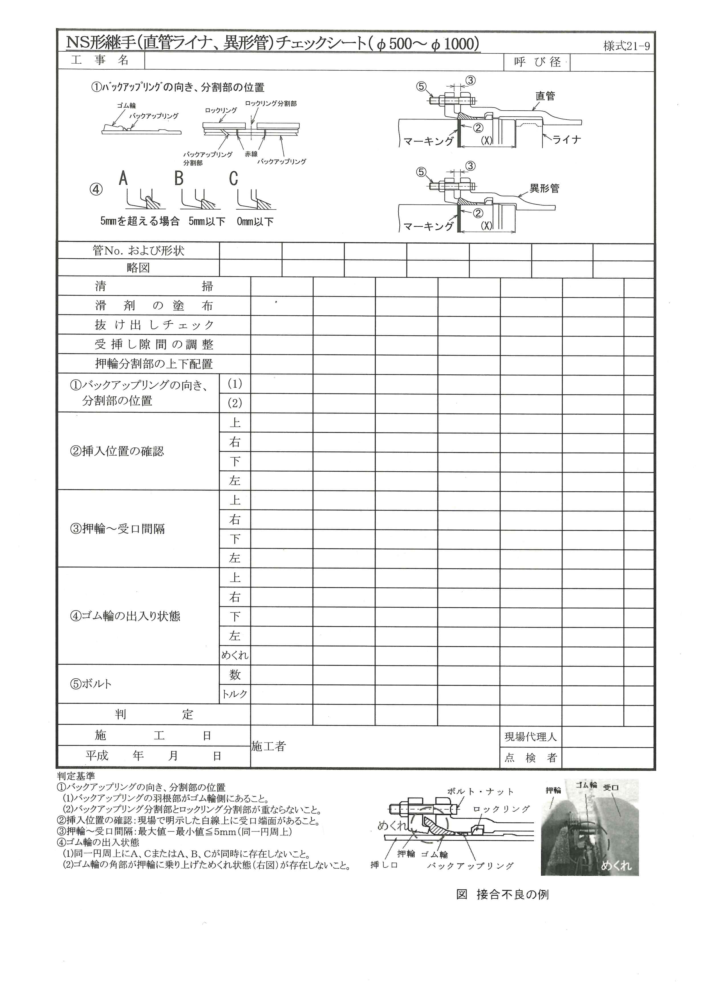 NS形継手(直管ライナ、異形管)チェックシート(φ500～φ1000)
様式21-9
工事名
呼び径
①ﾊﾞｯｸｱｯﾌﾟﾘﾝｸﾞの向き、分割部の位置
ゴム輪
バックアップリング
ロックリング
ロックリング分割部
バックアップリング
分割部
赤線
バックアップリング
⑤
③
直管
②
マーキング
(X)
ライナ
④
A
B
C
5mmを超える場合
5mm以下
0mm以下
⑤
③
異形管
②
マーキング
(X)
管No. および形状
略図
清掃
滑剤の塗布
抜け出しチェック
受挿し隙間の調整
押輪分割部の上下配置
①バックアップリングの向き、
分割部の位置
(1)
(2)
②挿入位置の確認
上
右
下
左
③押輪～受口間隔
上
右
下
左
④ゴム輪の出入り状態
上
右
下
左
めくれ
⑤ボルト
数
トルク
判定
施工日
平成 年 月 日
施工者
現場代理人
点検者
判定基準
①バックアップリングの向き、分割部の位置
(1)バックアップリングの羽根部がゴム輪側にあること。
(2)バックアップリング分割部とロックリング分割部が重ならないこと。
②挿入位置の確認：現場で明示した白線上に受口端面があること。
③押輪～受口間隔：最大値－最小値≦5mm(同一円周上)
④ゴム輪の出入状態
(1)同一円周上にA、CまたはA、B、Cが同時に存在しないこと。
(2)ゴム輪の角部が押輪に乗り上げためくれ状態(右図)が存在しないこと。
ボルト・ナット
ロックリング
めくれ
押輪
ゴム輪
挿し口
バックアップリング
押輪
ゴム輪
受口
めくれ
図 接合不良の例